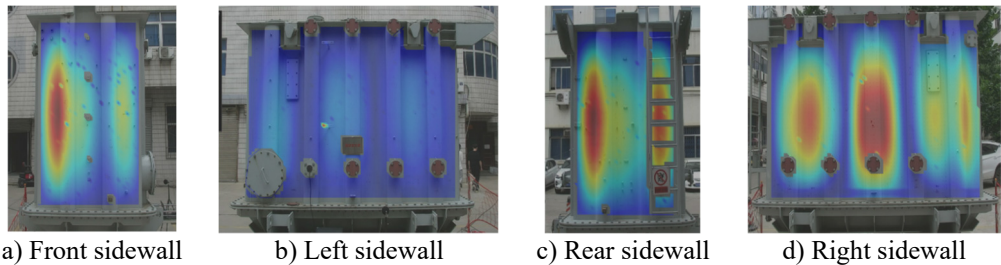 a) Front sidewall
b) Left sidewall
c) Rear sidewall
d) Right sidewall